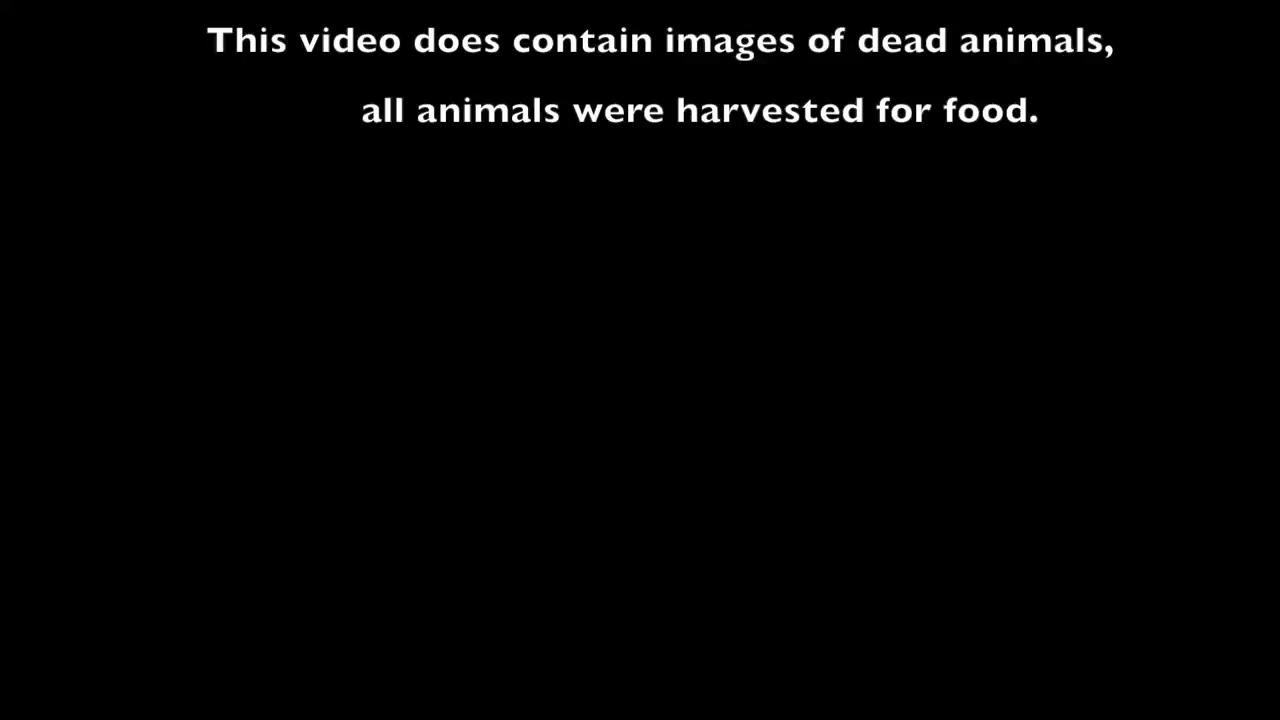 This video does contain images of dead animals,
all animals were harvested for food.